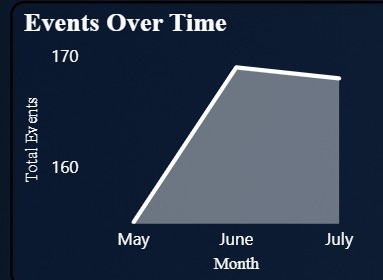 Events Over Time
170
Total Events
160
May June July
Month